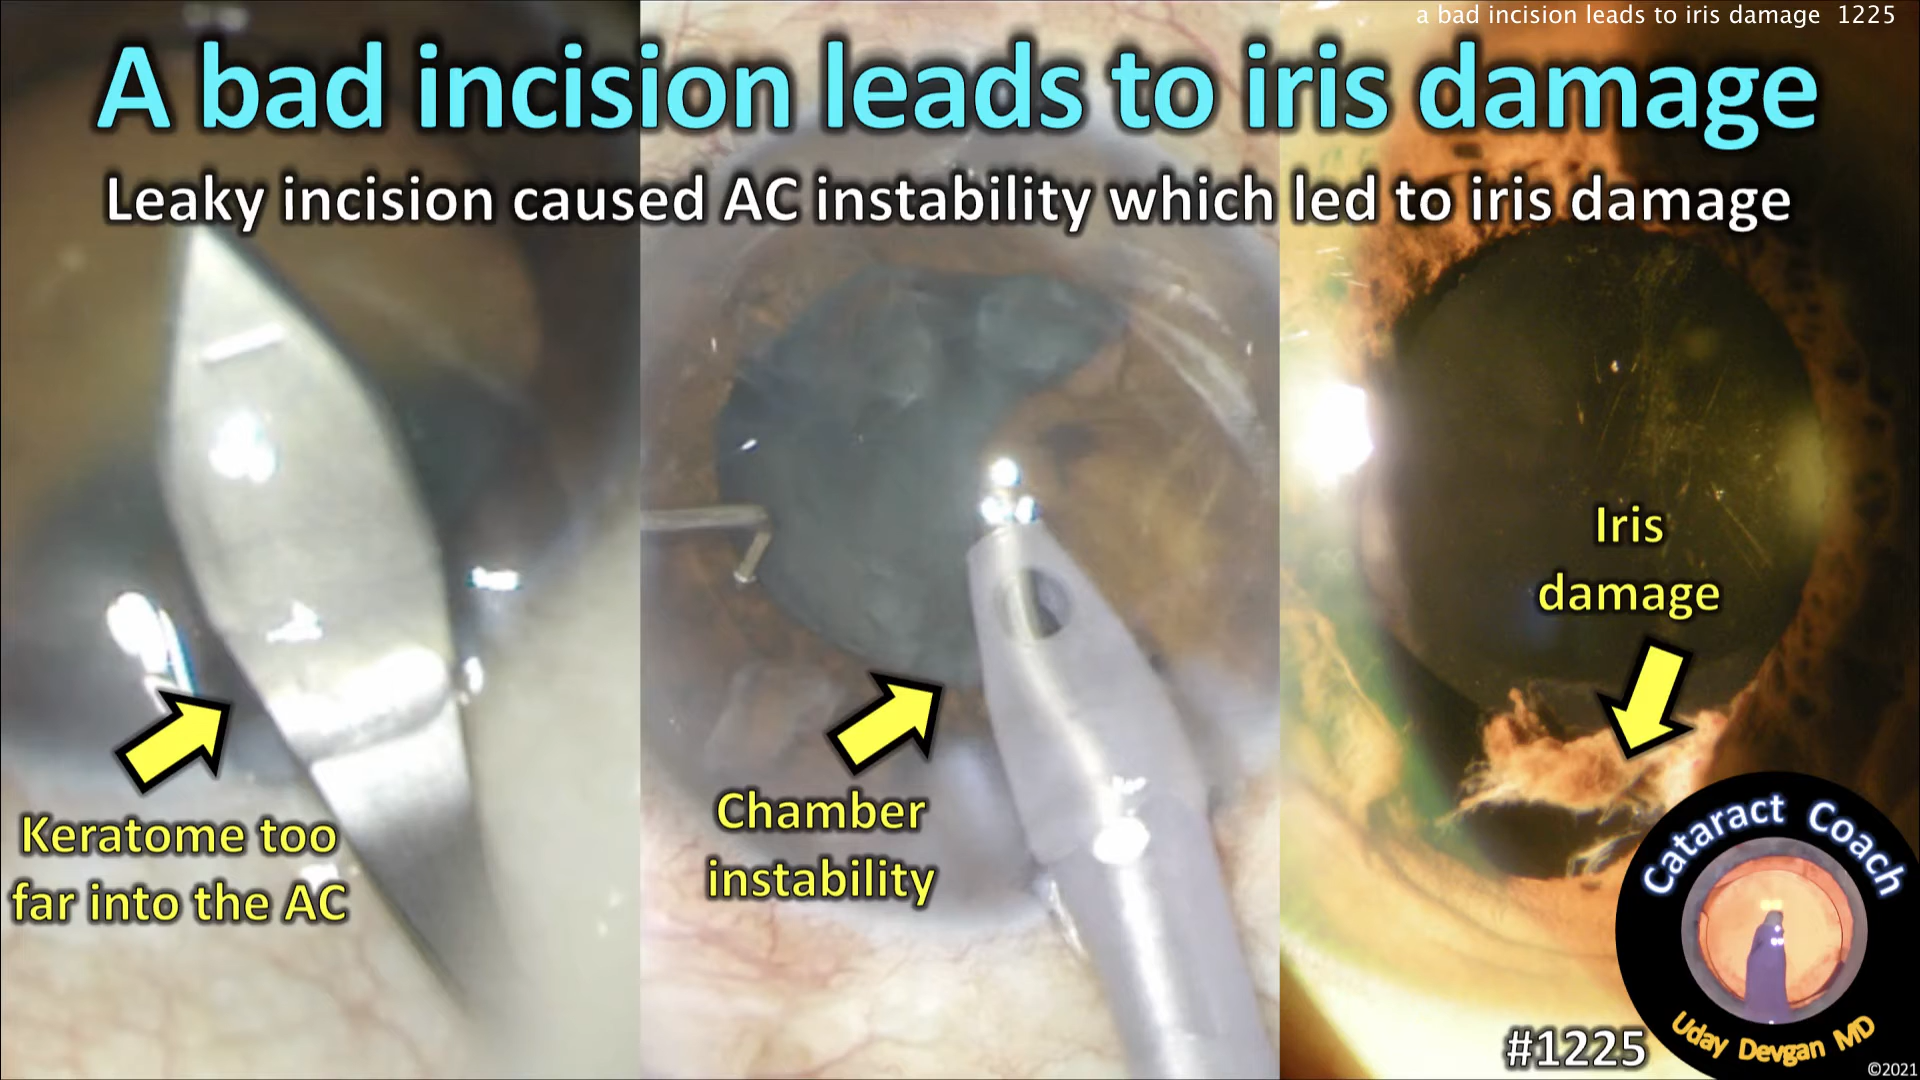 a bad incision leads to iris damage 1225
A bad incision leads to iris damage
Leaky incision caused AC instability which led to iris damage
Iris
damage
Keratome too
far into the AC
Chamber
instability
Cataract Coach
Uday Devgan MD
#1225
©2021